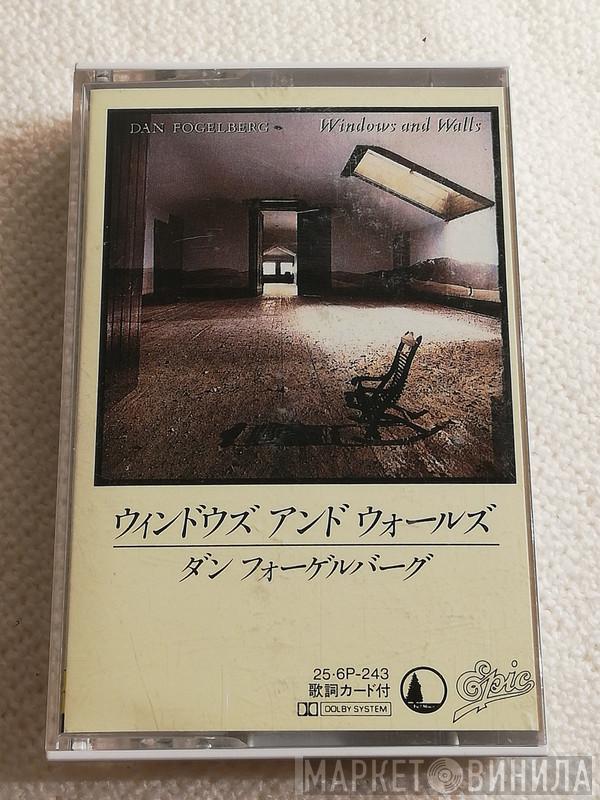 DAN FOGELBERG
Windows and Walls
ウィンドウズ アンド ウォールズ
ダン フォーゲルバーグ
25・6P-243
歌詞カード付
DOLBY SYSTEM
Epic
МАРКЕТ ВИНИЛА